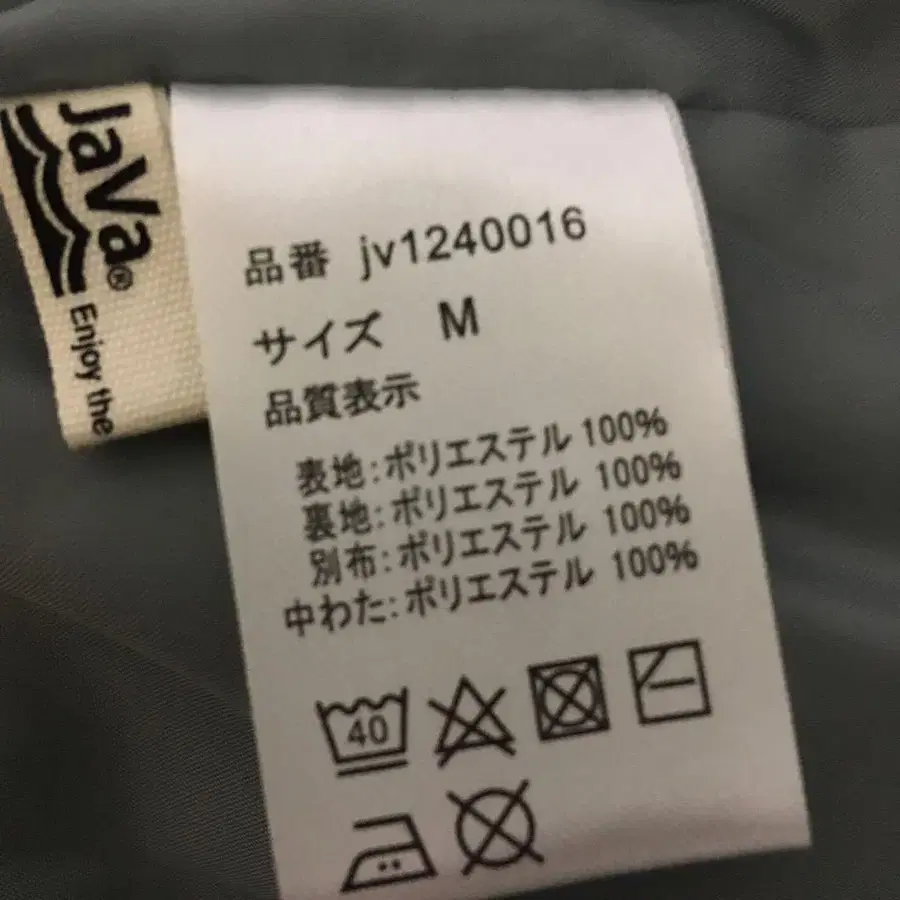 JaVa®
Enjoy the
品番 jv1240016
サイズ M
品質表示
表地:ポリエステル 100%
裏地:ポリエステル 100%
別布:ポリエステル 100%
中わた:ポリエステル 100%
40